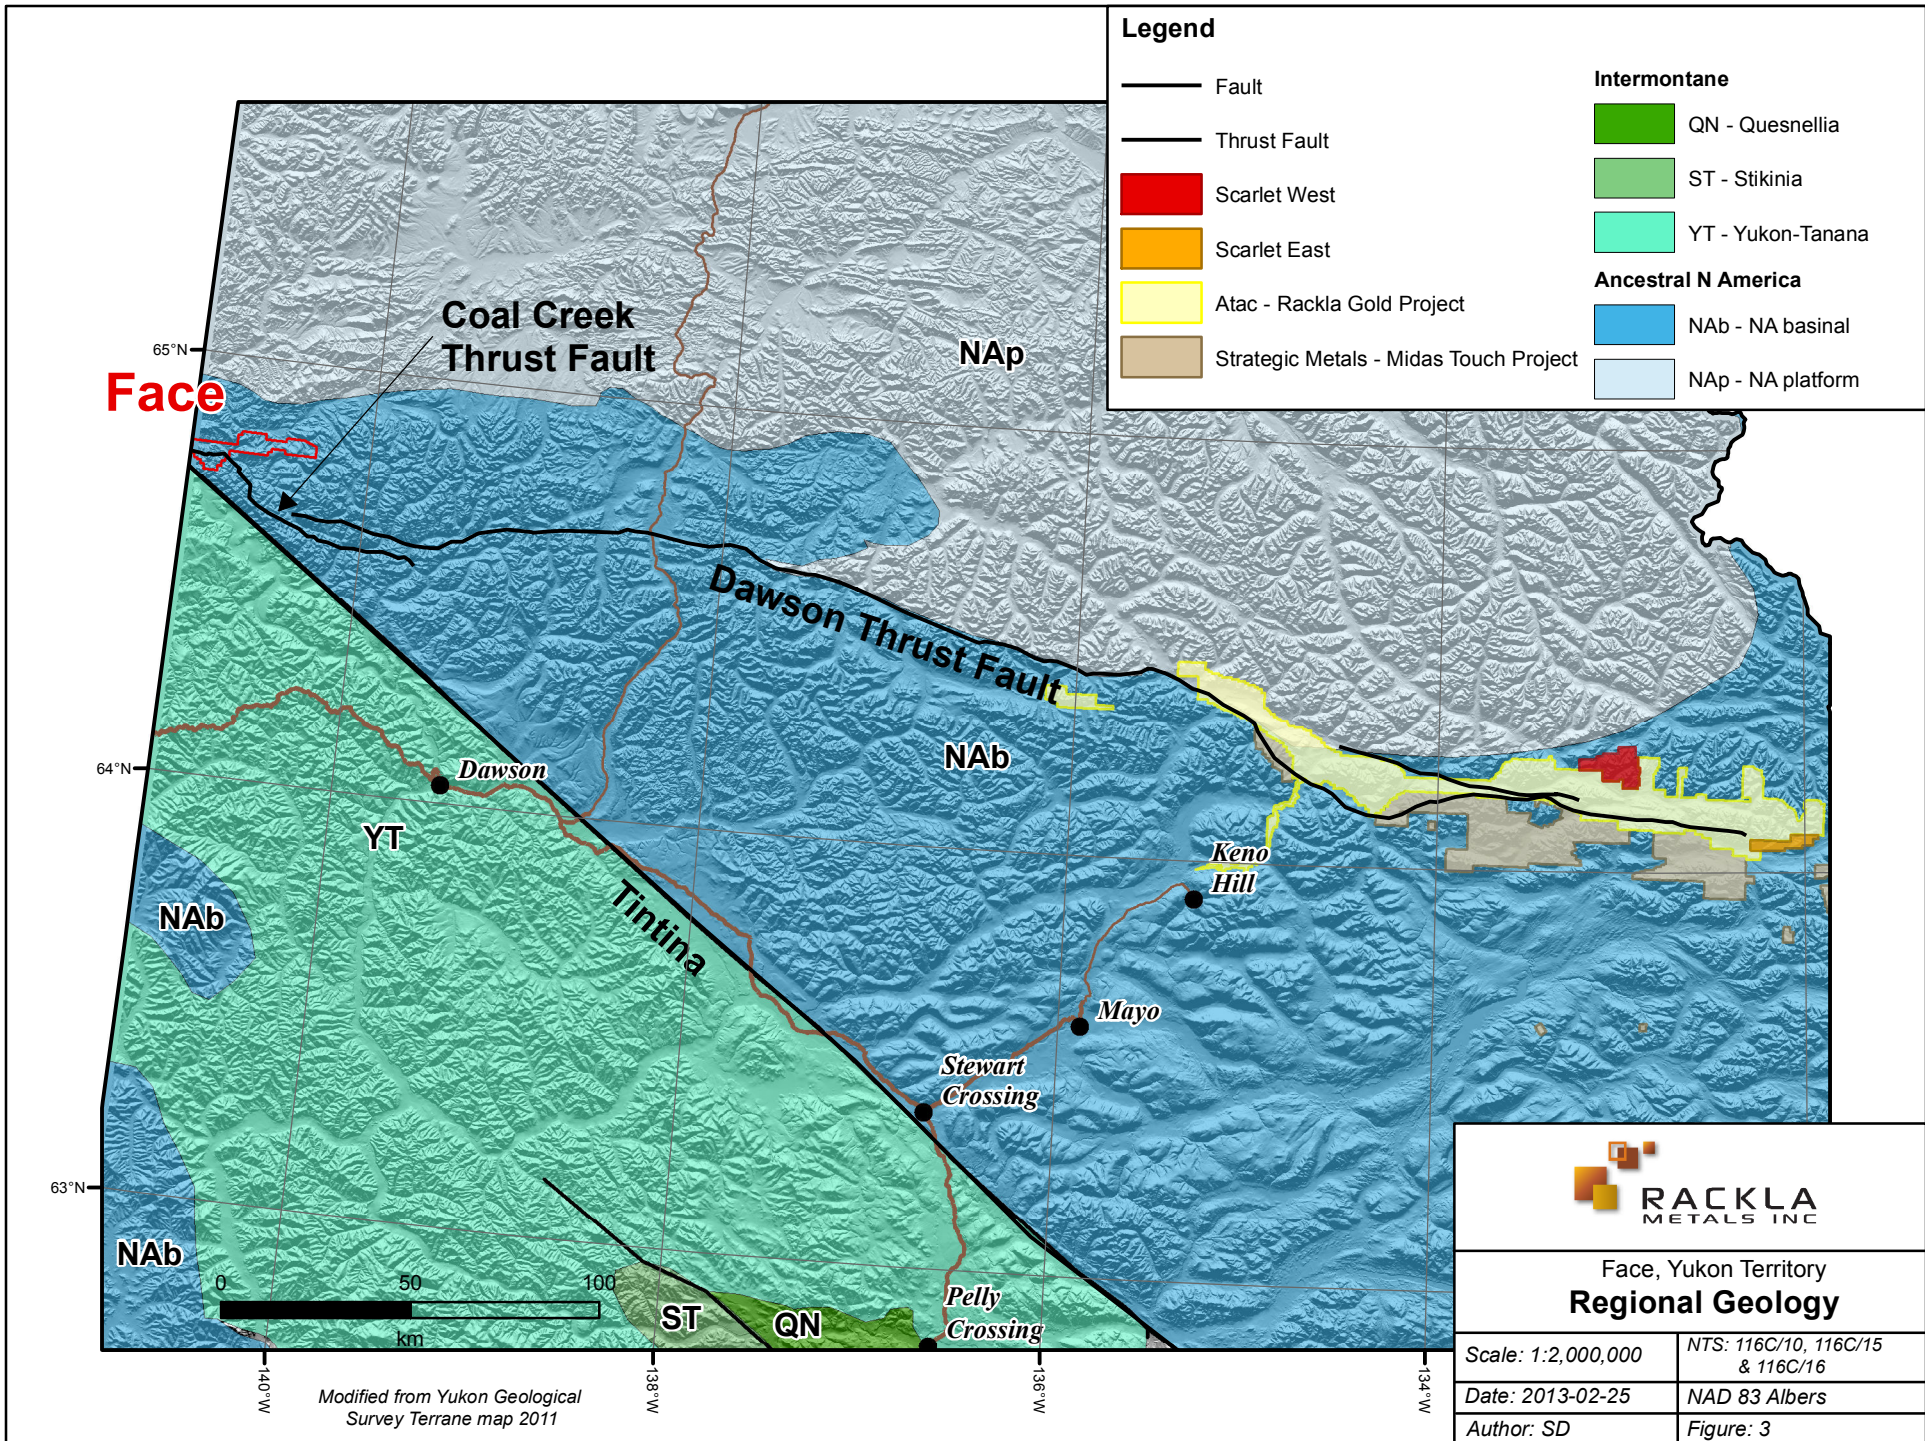 Legend
Fault
Thrust Fault
Scarlet West
Scarlet East
Atac - Rackla Gold Project
Strategic Metals - Midas Touch Project
Intermontane
QN - Quesnellia
ST - Stikinia
YT - Yukon-Tanana
Ancestral N America
NAb - NA basinal
NAp - NA platform
Coal Creek
Thrust Fault
NAp
65°N
Face
Dawson Thrust Fault
NAb
64°N
Dawson
YT
Keno
Hill
NAb
Tintina
Mayo
Stewart
Crossing
63°N
NAb
0 50 100
km
ST
QN
Pelly
Crossing
140°W
138°W
136°W
134°W
Modified from Yukon Geological
Survey Terrane map 2011
RACKLA
METALS INC
Face, Yukon Territory
Regional Geology
Scale: 1:2,000,000
NTS: 116C/10, 116C/15
& 116C/16
Date: 2013-02-25
NAD 83 Albers
Author: SD
Figure: 3